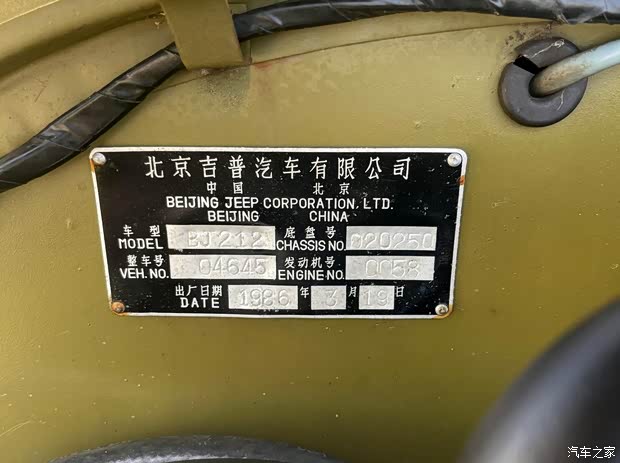 北京吉普汽车有限公司
中国 北京
BEIJING JEEP CORPORATION, LTD.
BEIJING CHINA
车型 底盘号
MODEL BJ212 CHASSIS NO. 020250
整车号 发动机号
VEH. NO. 04645 ENGINE NO. 0058
出厂日期 1986 年 3 月 19 日
DATE
汽车之家